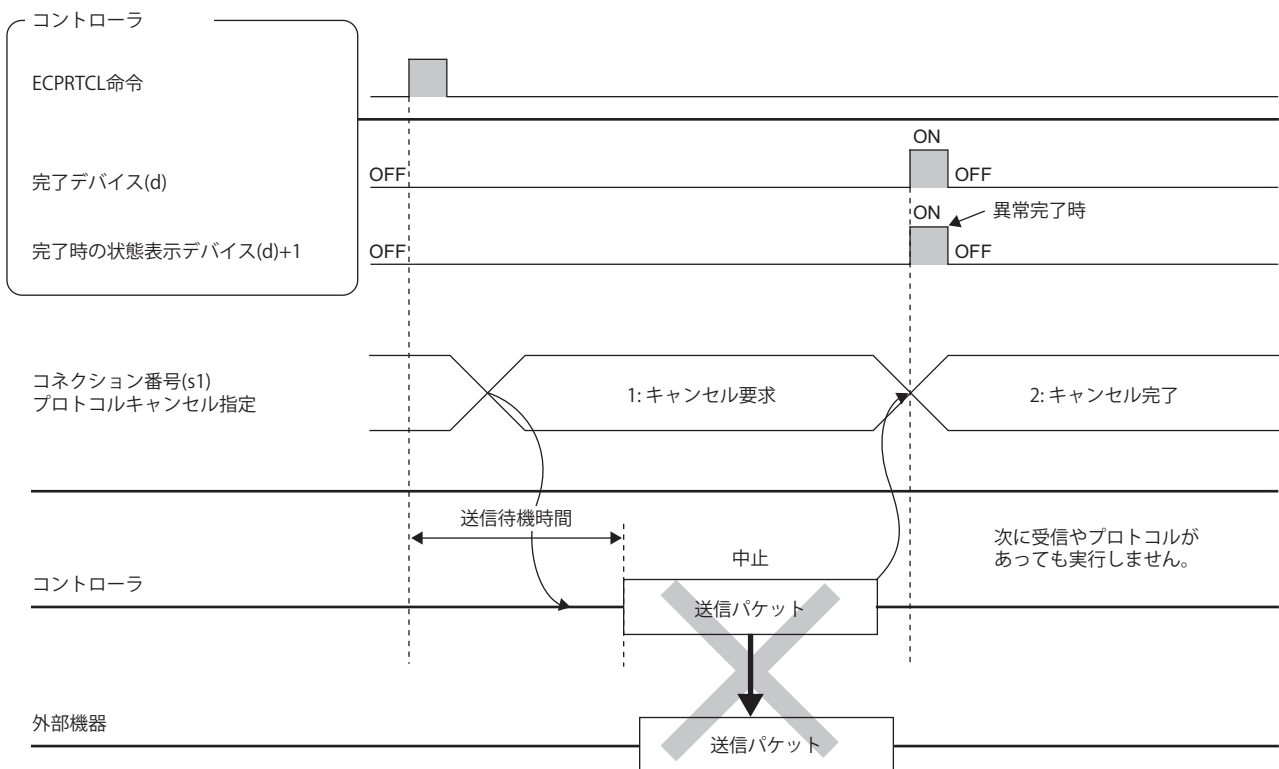 コントローラ
ECPRTCL命令
ON
完了デバイス(d)
OFF
OFF
ON
異常完了時
完了時の状態表示デバイス(d)+1
OFF
OFF
コネクション番号(s1)
プロトコルキャンセル指定
1: キャンセル要求
2: キャンセル完了
送信待機時間
次に受信やプロトコルが
あっても実行しません。
中止
コントローラ
送信パケット
外部機器
送信パケット